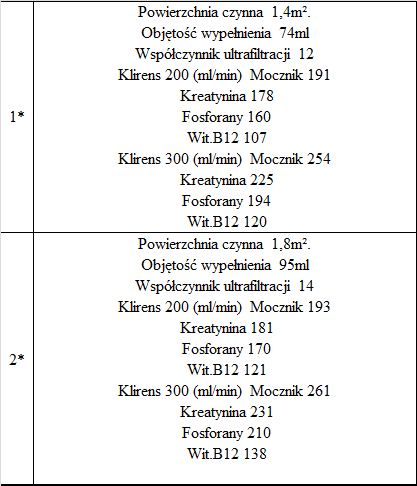 1*
Powierzchnia czynna 1,4m².
Objętość wypełnienia 74ml
Współczynnik ultrafiltracji 12
Klirens 200 (ml/min) Mocznik 191
Kreatynina 178
Fosforany 160
Wit.B12 107
Klirens 300 (ml/min) Mocznik 254
Kreatynina 225
Fosforany 194
Wit.B12 120
2*
Powierzchnia czynna 1,8m².
Objętość wypełnienia 95ml
Współczynnik ultrafiltracji 14
Klirens 200 (ml/min) Mocznik 193
Kreatynina 181
Fosforany 170
Wit.B12 121
Klirens 300 (ml/min) Mocznik 261
Kreatynina 231
Fosforany 210
Wit.B12 138